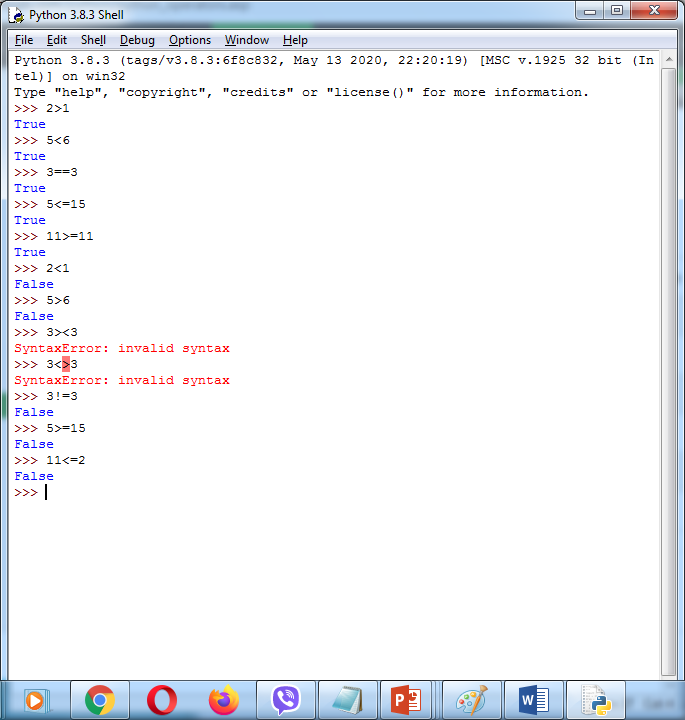 Python 3.8.3 Shell
File Edit Shell Debug Options Window Help
Python 3.8.3 (tags/v3.8.3:6f8c832, May 13 2020, 22:20:19) [MSC v.1925 32 bit (In
tel)] on win32
Type "help", "copyright", "credits" or "license()" for more information.
>>> 2>1
True
>>> 5<6
True
>>> 3==3
True
>>> 5<=15
True
>>> 11>=11
True
>>> 2<1
False
>>> 5>6
False
>>> 3><3
SyntaxError: invalid syntax
>>> 3<>3
SyntaxError: invalid syntax
>>> 3!=3
False
>>> 5>=15
False
>>> 11<=2
False
>>>